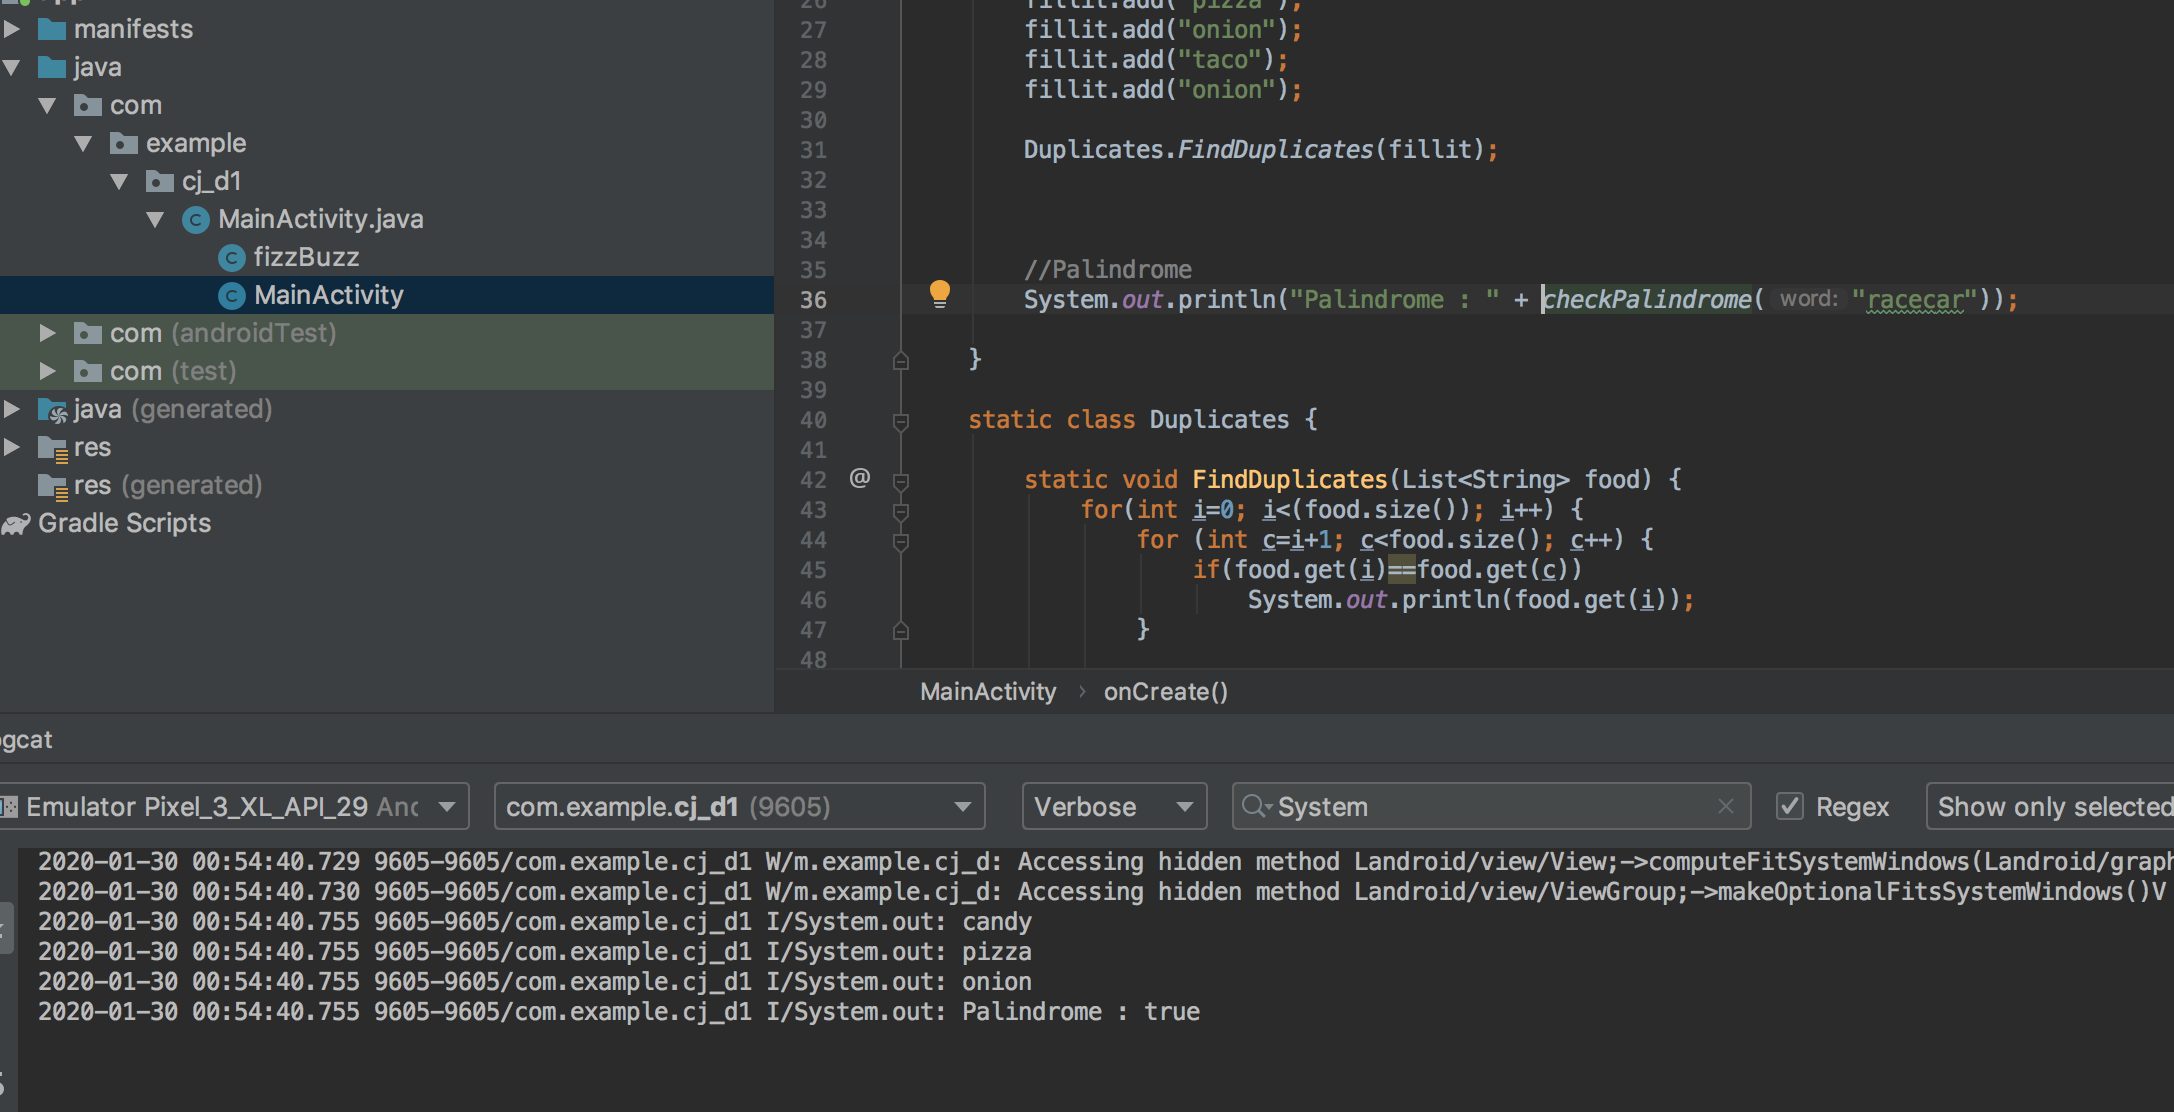 manifests
java
com
example
cj_d1
MainActivity.java
fizzBuzz
MainActivity
com (androidTest)
com (test)
java (generated)
res
res (generated)
Gradle Scripts
26 fillit.add("pizza");
27 fillit.add("onion");
28 fillit.add("taco");
29 fillit.add("onion");
30
31 Duplicates.FindDuplicates(fillit);
32
33
34
35 //Palindrome
36 System.out.println("Palindrome : " + checkPalindrome( word: "racecar"));
37
38 }
39
40 static class Duplicates {
41
42 @ static void FindDuplicates(List<String> food) {
43 for(int i=0; i<(food.size()); i++) {
44 for (int c=i+1; c<food.size(); c++) {
45 if(food.get(i)==food.get(c))
46 System.out.println(food.get(i));
47 }
48
MainActivity › onCreate()
gcat
Emulator Pixel_3_XL_API_29 And com.example.cj_d1 (9605) Verbose System Regex Show only selected
2020-01-30 00:54:40.729 9605-9605/com.example.cj_d1 W/m.example.cj_d: Accessing hidden method Landroid/view/View;->computeFitSystemWindows(Landroid/graph
2020-01-30 00:54:40.730 9605-9605/com.example.cj_d1 W/m.example.cj_d: Accessing hidden method Landroid/view/ViewGroup;->makeOptionalFitsSystemWindows()V
2020-01-30 00:54:40.755 9605-9605/com.example.cj_d1 I/System.out: candy
2020-01-30 00:54:40.755 9605-9605/com.example.cj_d1 I/System.out: pizza
2020-01-30 00:54:40.755 9605-9605/com.example.cj_d1 I/System.out: onion
2020-01-30 00:54:40.755 9605-9605/com.example.cj_d1 I/System.out: Palindrome : true